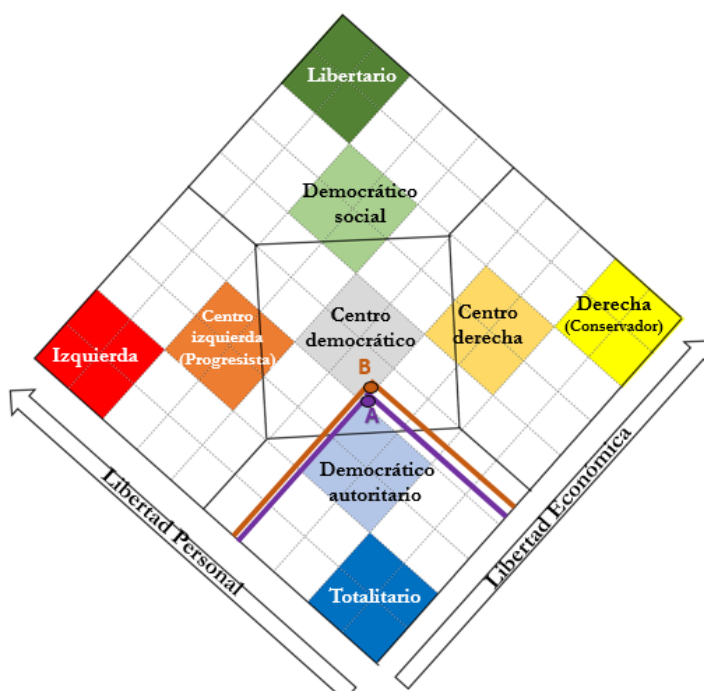 Libertario
Democrático
social
Centro
izquierda
(Progresista)
Centro
democrático
Centro
derecha
Derecha
(Conservador)
Izquierda
B
A
Democrático
autoritario
Totalitario
Libertad Personal
Libertad Económica